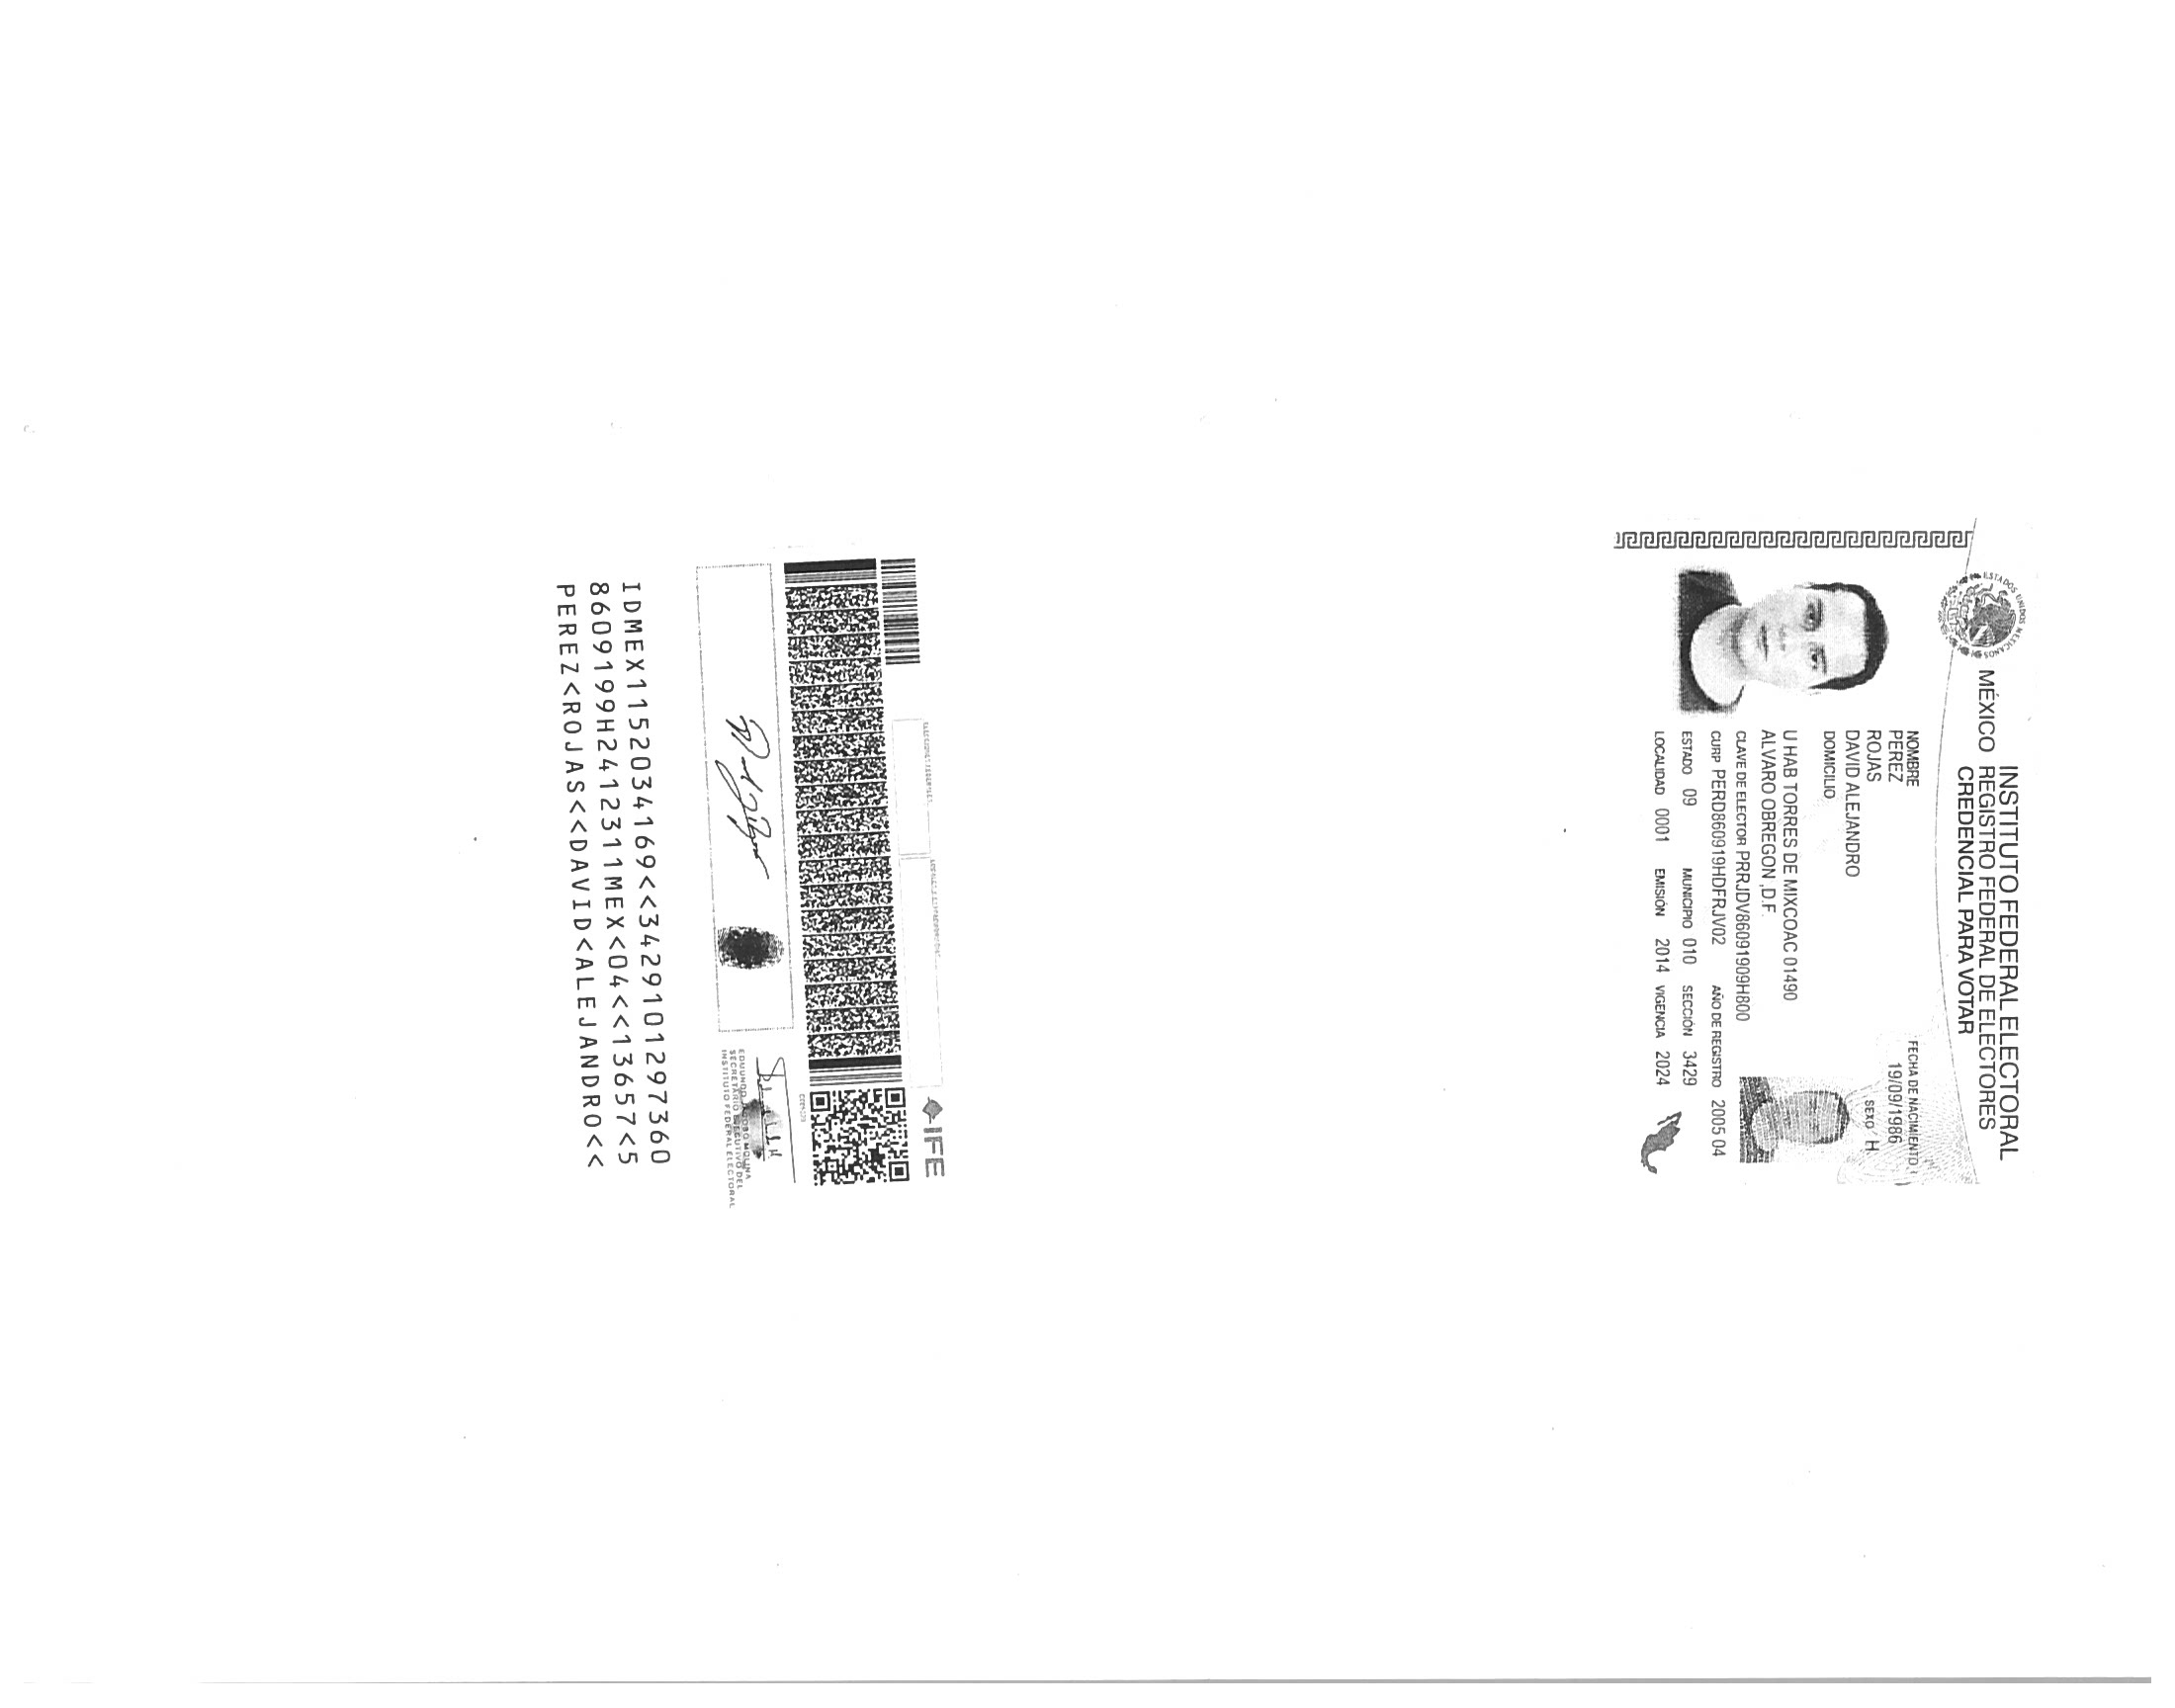 INSTITUTO FEDERAL ELECTORAL
MÉXICO REGISTRO FEDERAL DE ELECTORES
CREDENCIAL PARA VOTAR
ESTADOS UNIDOS MEXICANOS
NOMBRE
PEREZ
ROJAS
DAVID ALEJANDRO
FECHA DE NACIMIENTO
19/09/1986
SEXO H
DOMICILIO
U HAB TORRES DE MIXCOAC 01490
ALVARO OBREGON ,D.F.
CLAVE DE ELECTOR PRRJDV86091909H800
CURP PERD860919HDFRJV02 AÑO DE REGISTRO 2005 04
ESTADO 09 MUNICIPIO 010 SECCIÓN 3429
LOCALIDAD 0001 EMISIÓN 2014 VIGENCIA 2024
IFE
EDMUNDO JACOBO MOLINA
SECRETARIO EJECUTIVO DEL
INSTITUTO FEDERAL ELECTORAL
IDMEX1152034169<<3429101297360
8609199H2412311MEX<04<<13657<5
PEREZ<ROJAS<<DAVID<ALEJANDRO<<